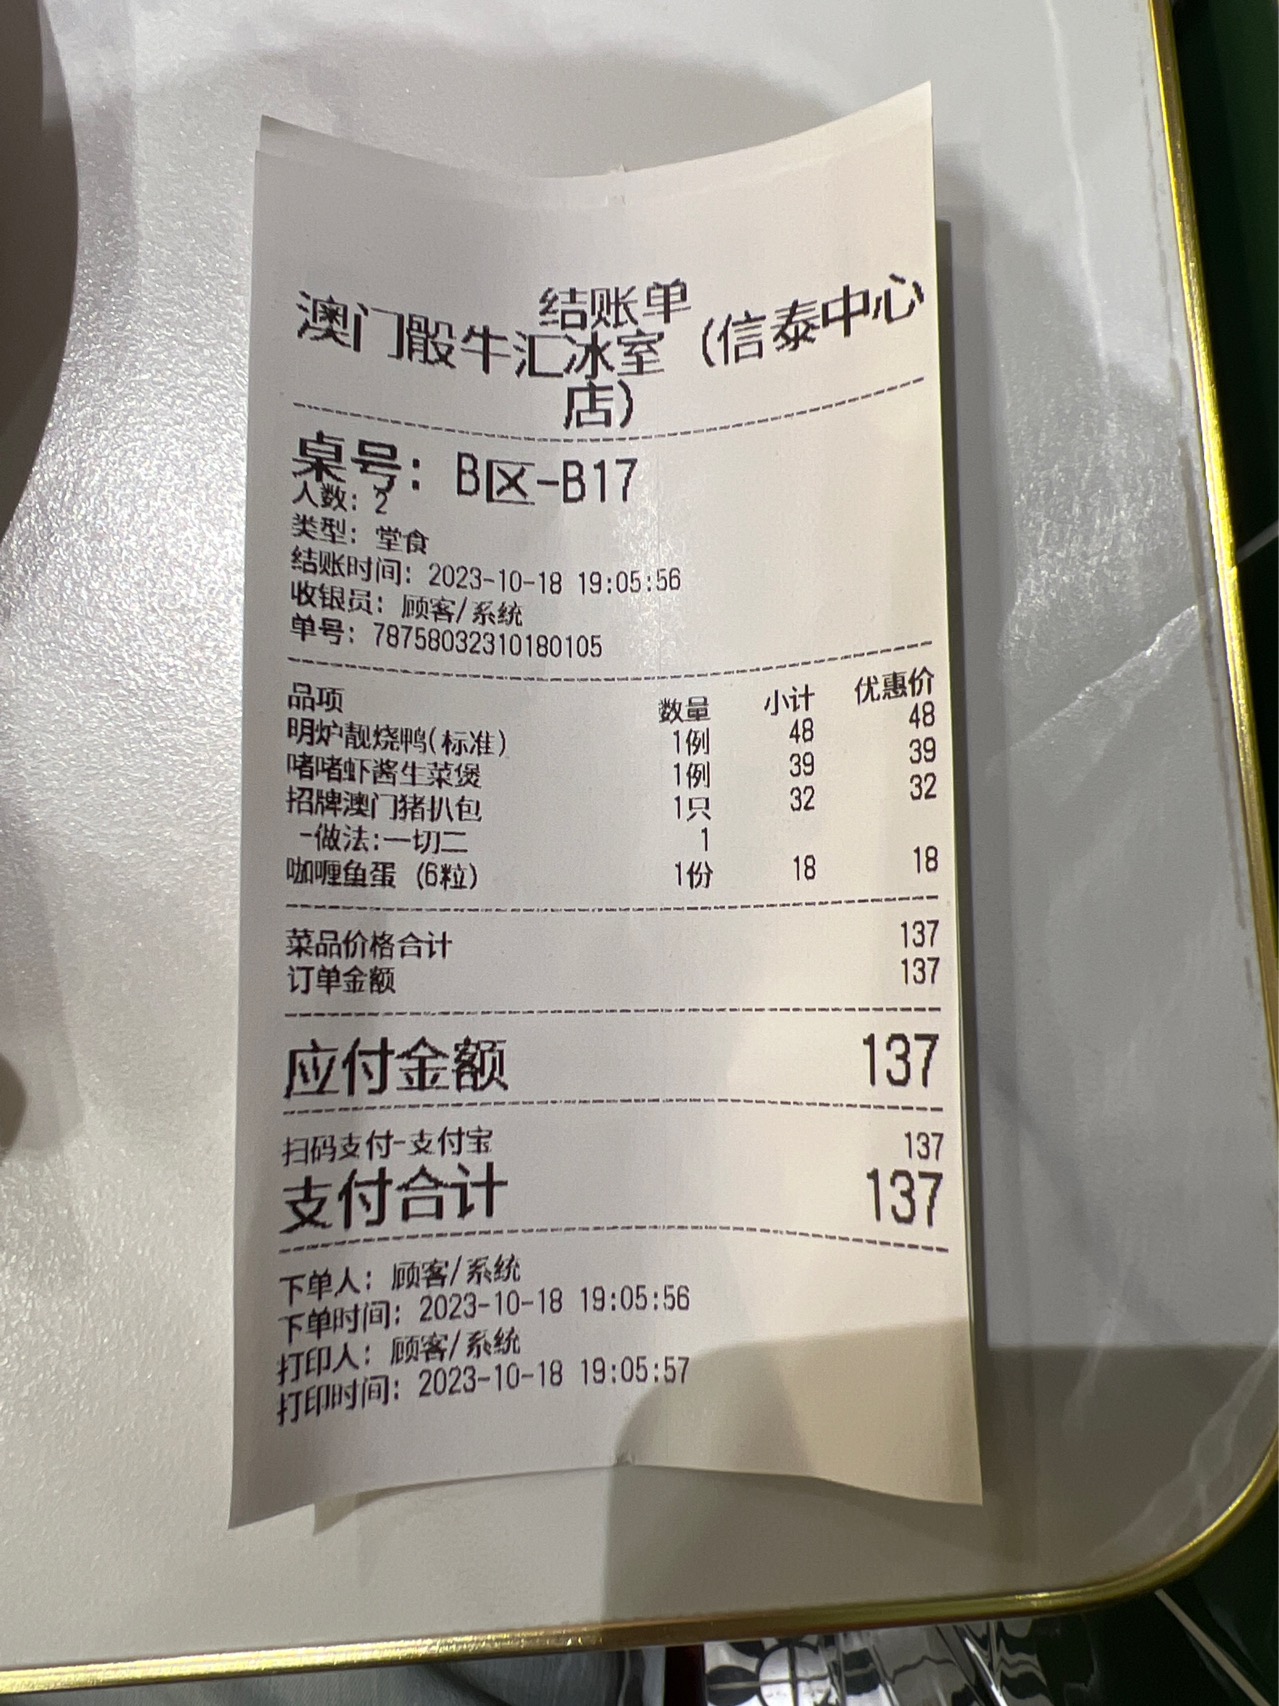 结账单
澳门骰牛汇冰室（信泰中心
店）
桌号：B区-B17
人数：2
类型：堂食
结账时间：2023-10-18 19:05:56
收银员：顾客/系统
单号：787580323101801​05
品项 数量 小计 优惠价
明炉靓烧鸭(标准) 1例 48 48
啫啫虾酱生菜煲 1例 39 39
招牌澳门猪扒包 1只 32 32
-做法:一切二 1
咖喱鱼蛋（6粒） 1份 18 18
菜品价格合计 137
订单金额 137
应付金额 137
扫码支付-支付宝 137
支付合计 137
下单人：顾客/系统
下单时间：2023-10-18 19:05:56
打印人：顾客/系统
打印时间：2023-10-18 19:05:57